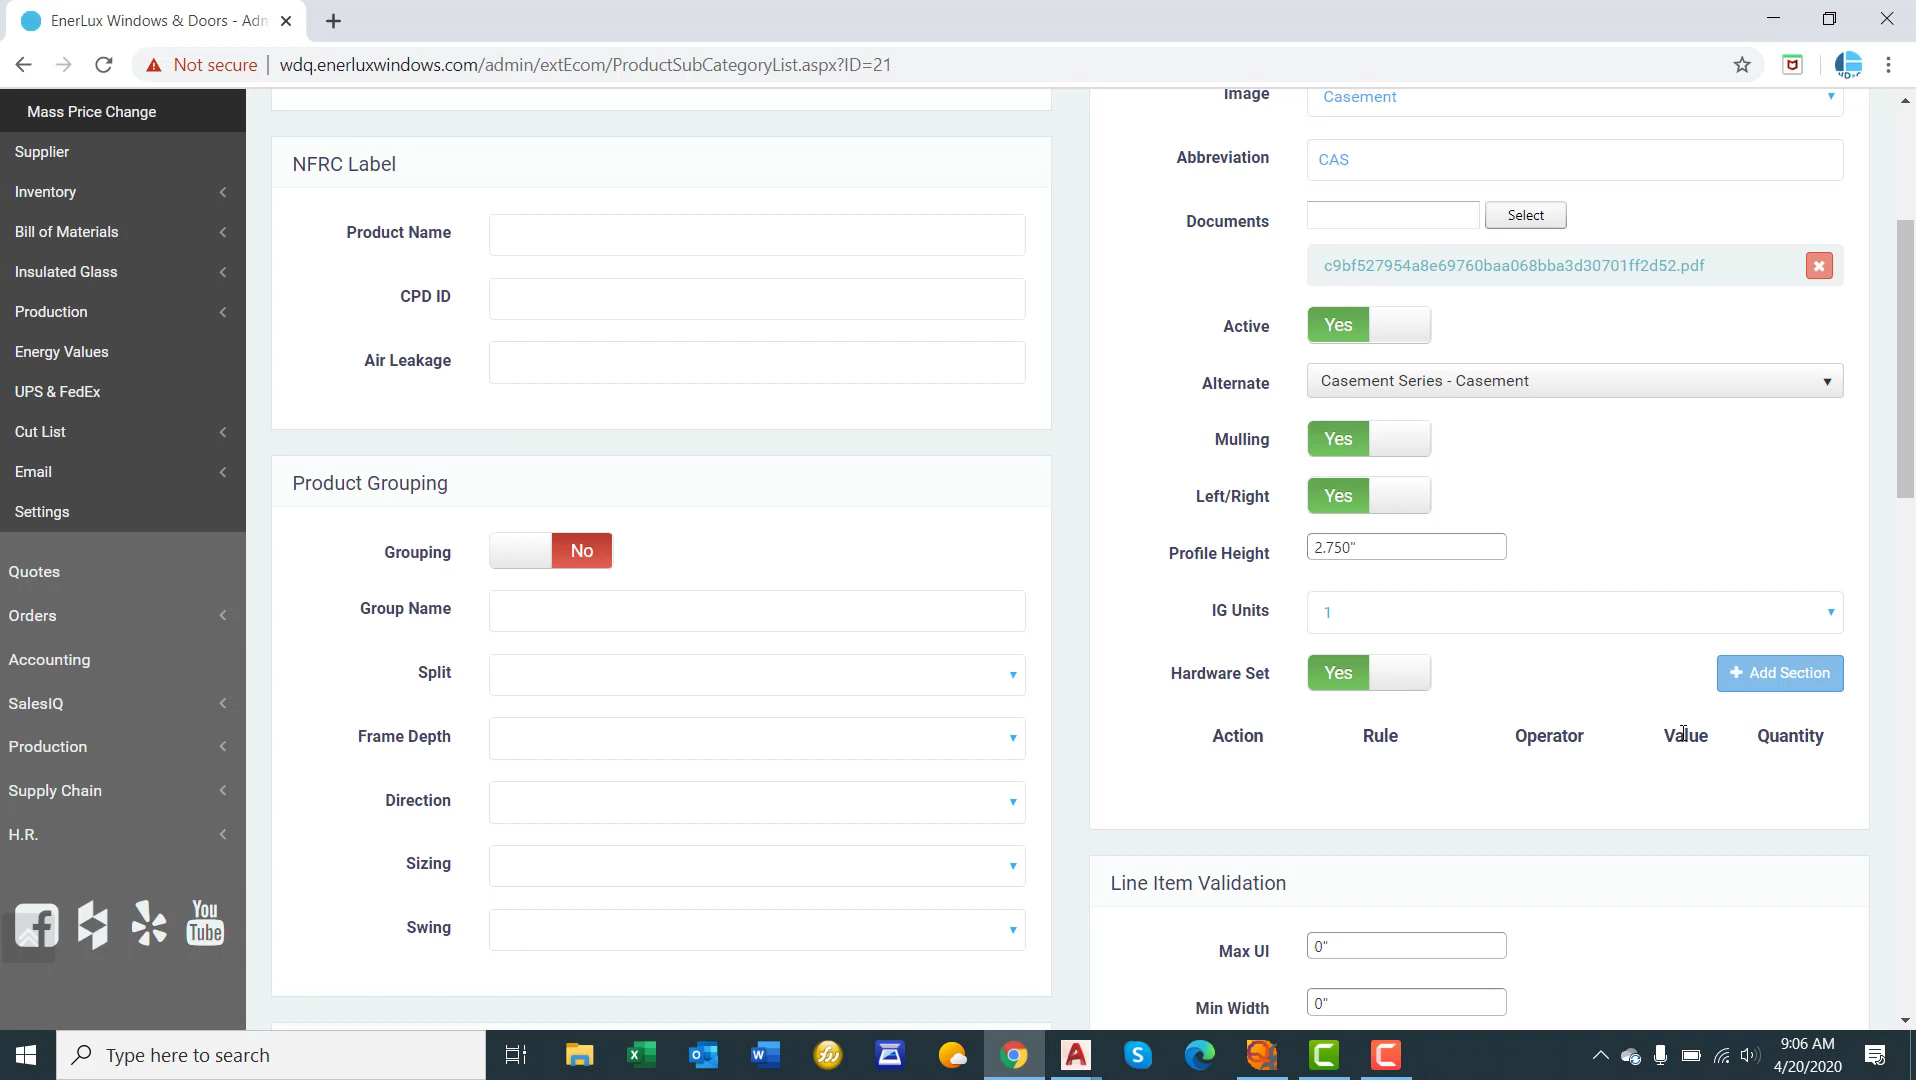 EnerLux Windows & Doors - Adm
Not secure
wdq.enerluxwindows.com/admin/extEcom/ProductSubCategoryList.aspx?ID=21
Mass Price Change
Supplier
Inventory
Bill of Materials
Insulated Glass
Production
Energy Values
UPS & FedEx
Cut List
Email
Settings
Quotes
Orders
Accounting
SalesIQ
Production
Supply Chain
H.R.
You
Tube
NFRC Label
Product Name
CPD ID
Air Leakage
Product Grouping
Grouping
No
Group Name
Split
Frame Depth
Direction
Sizing
Swing
Image
Casement
Abbreviation
CAS
Documents
Select
c9bf527954a8e69760baa068bba3d30701ff2d52.pdf
Active
Yes
Alternate
Casement Series - Casement
Mulling
Yes
Left/Right
Yes
Profile Height
2.750"
IG Units
1
Hardware Set
Yes
Add Section
Action Rule Operator Value Quantity
Line Item Validation
Max UI
0"
Min Width
0"
Type here to search
9:06 AM
4/20/2020